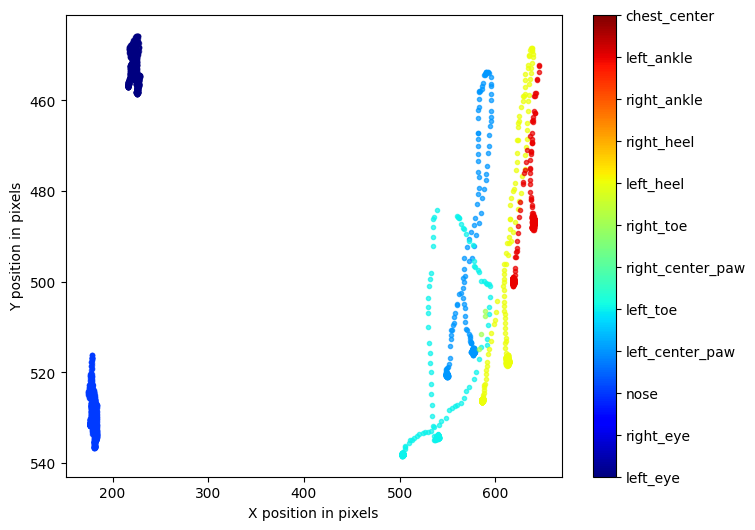 chest_center
left_ankle
460
right_ankle
right_heel
480
left_heel
right_toe
Y position in pixels
500
right_center_paw
left_toe
520
left_center_paw
nose
right_eye
540
left_eye
200 300 400 500 600
X position in pixels